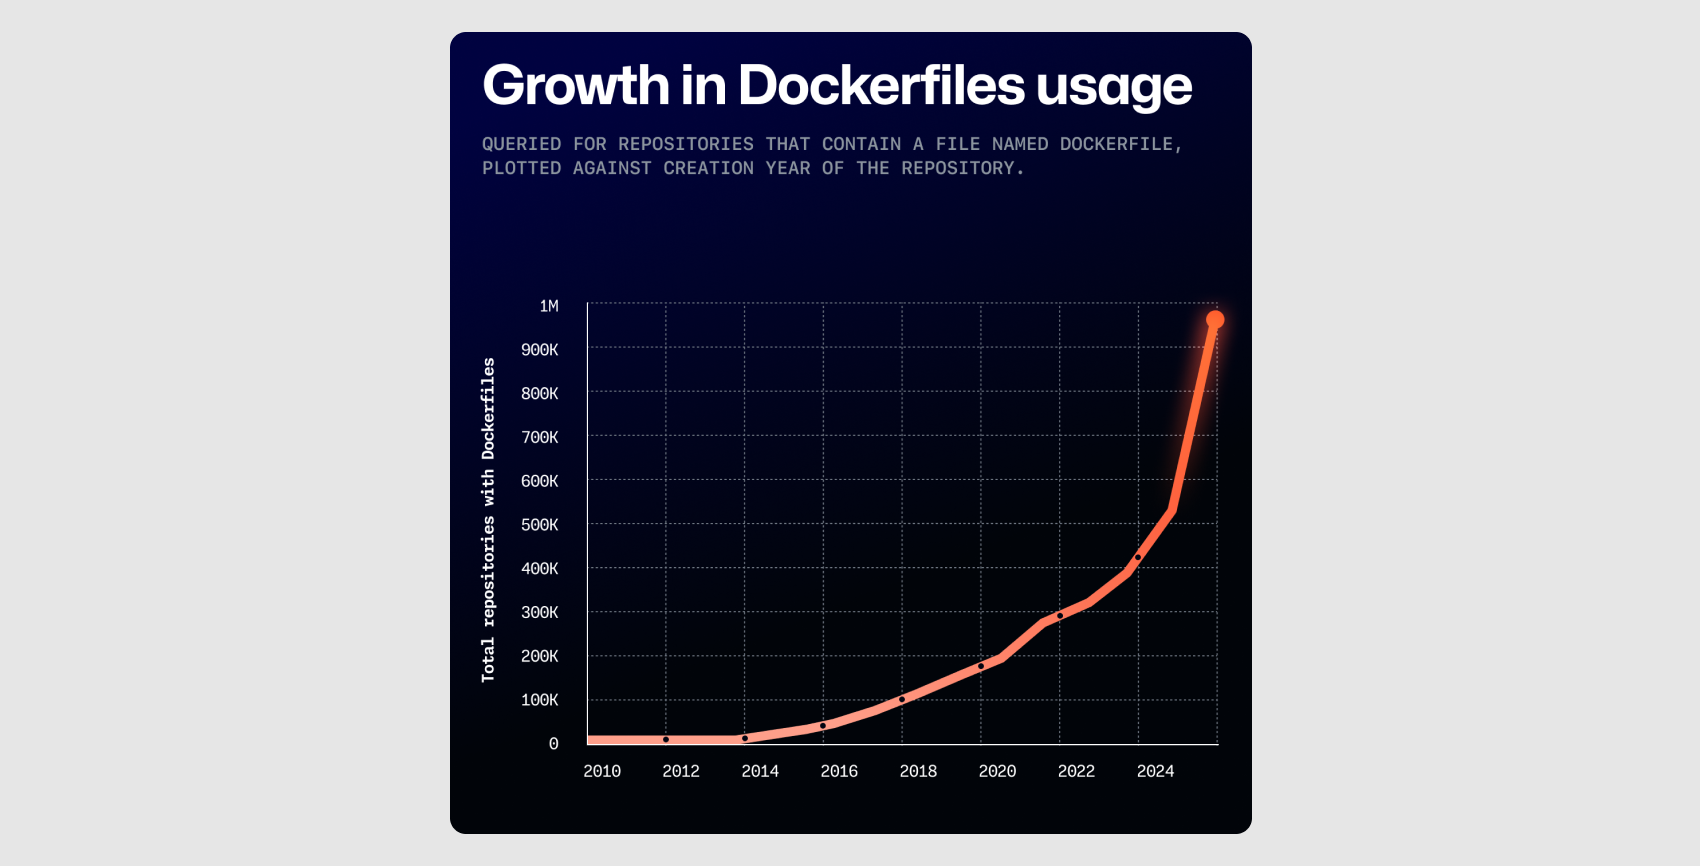 Growth in Dockerfiles usage
QUERIED FOR REPOSITORIES THAT CONTAIN A FILE NAMED DOCKERFILE,
PLOTTED AGAINST CREATION YEAR OF THE REPOSITORY.
Total repositories with Dockerfiles
1M
900K
800K
700K
600K
500K
400K
300K
200K
100K
0
2010 2012 2014 2016 2018 2020 2022 2024